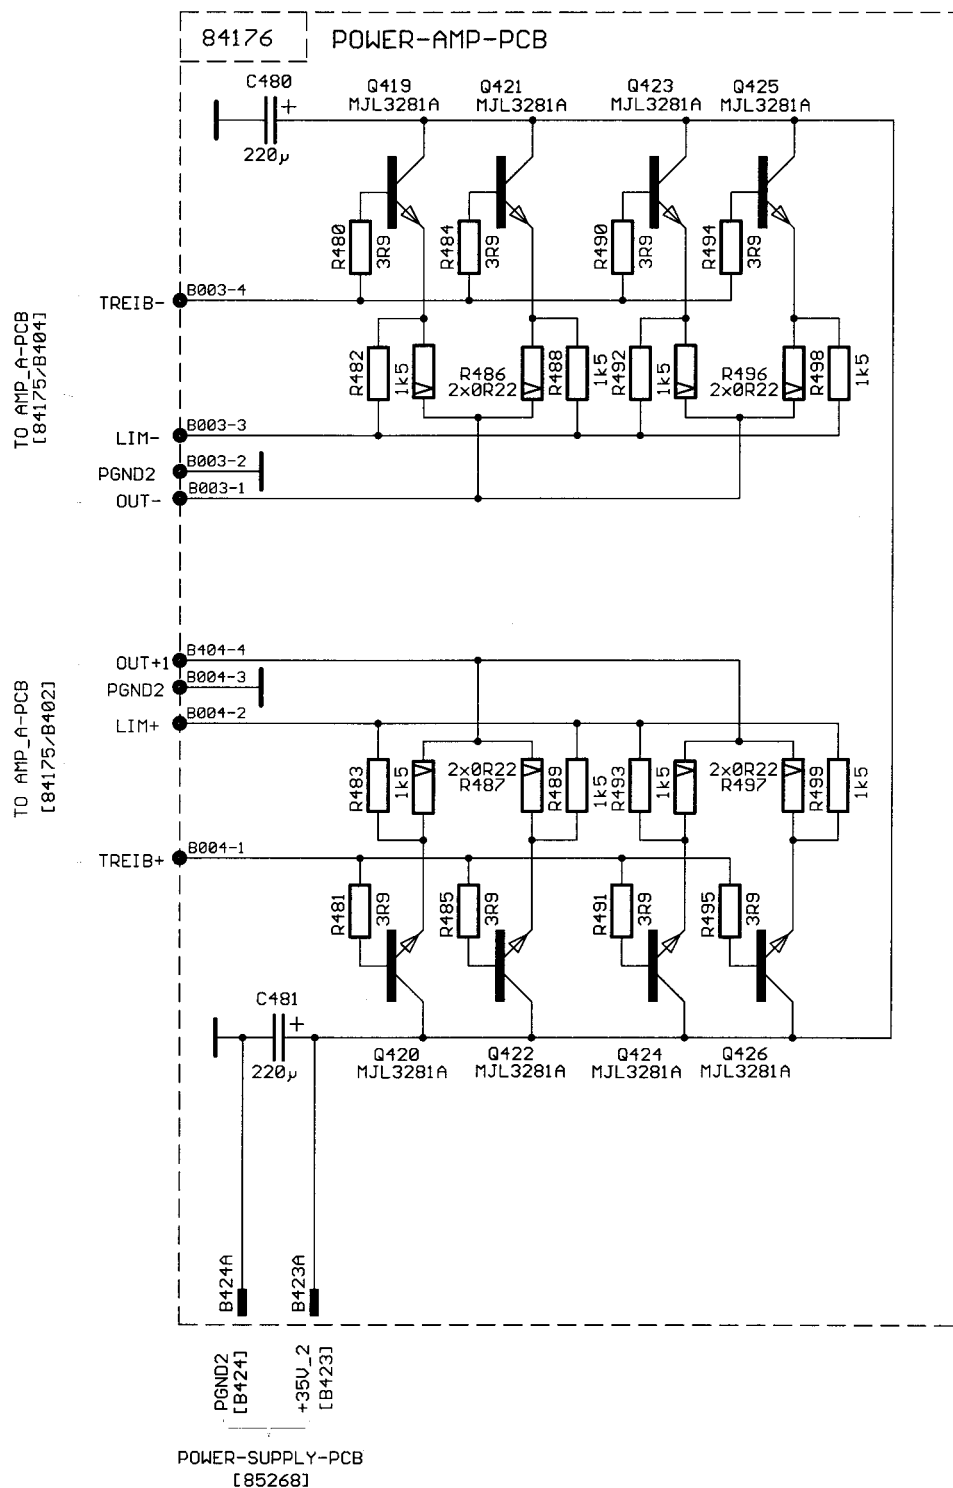 84176
POWER-AMP-PCB
C480
+
220µ
Q419
MJL3281A
Q421
MJL3281A
Q423
MJL3281A
Q425
MJL3281A
R480
3R9
R484
3R9
R490
3R9
R494
3R9
TO AMP_A-PCB
[84175/B404]
TREIB-
B003-4
R482
1k5
R486
2x0R22
R488
1k5
R492
1k5
R496
2x0R22
R498
1k5
LIM-
B003-3
PGND2
B003-2
OUT-
B003-1
TO AMP_A-PCB
[84175/B402]
OUT+1
B404-4
PGND2
B004-3
LIM+
B004-2
R483
1k5
2x0R22
R487
R489
1k5
R493
1k5
2x0R22
R497
R499
1k5
TREIB+
B004-1
R481
3R9
R485
3R9
R491
3R9
R495
3R9
C481
+
220µ
Q420
MJL3281A
Q422
MJL3281A
Q424
MJL3281A
Q426
MJL3281A
B424A
B423A
PGND2
[B424]
+35V_2
[B423]
POWER-SUPPLY-PCB
[85268]